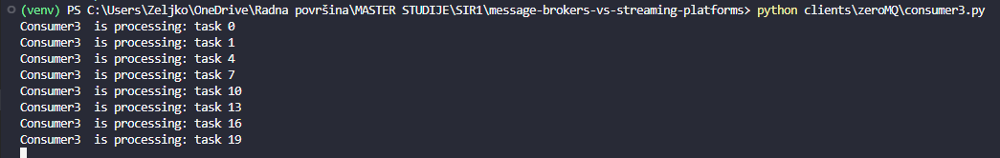 (venv) PS C:\Users\Zeljko\OneDrive\Radna površina\MASTER STUDIJE\SIR1\message-brokers-vs-streaming-platforms> python clients\zeroMQ\consumer3.py
Consumer3  is processing: task 0
Consumer3  is processing: task 1
Consumer3  is processing: task 4
Consumer3  is processing: task 7
Consumer3  is processing: task 10
Consumer3  is processing: task 13
Consumer3  is processing: task 16
Consumer3  is processing: task 19